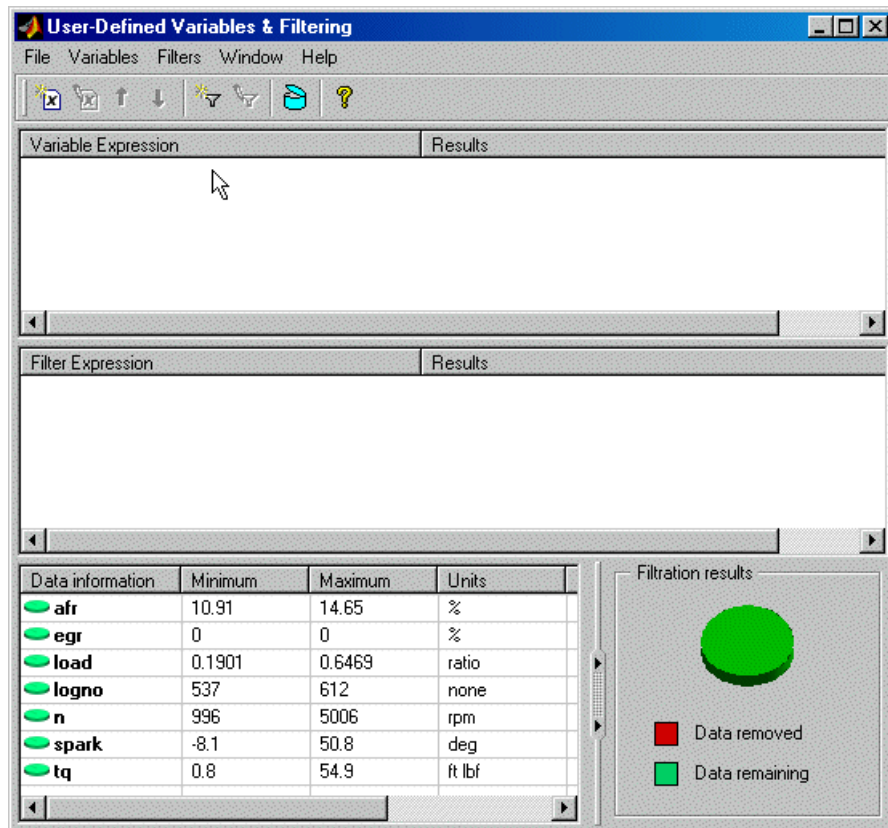 User-Defined Variables & Filtering
File Variables Filters Window Help
Variable Expression Results
Filter Expression Results
Data information Minimum Maximum Units
afr 10.91 14.65 %
egr 0 0 %
load 0.1901 0.6469 ratio
logno 537 612 none
n 996 5006 rpm
spark -8.1 50.8 deg
tq 0.8 54.9 ft lbf
Filtration results
Data removed
Data remaining